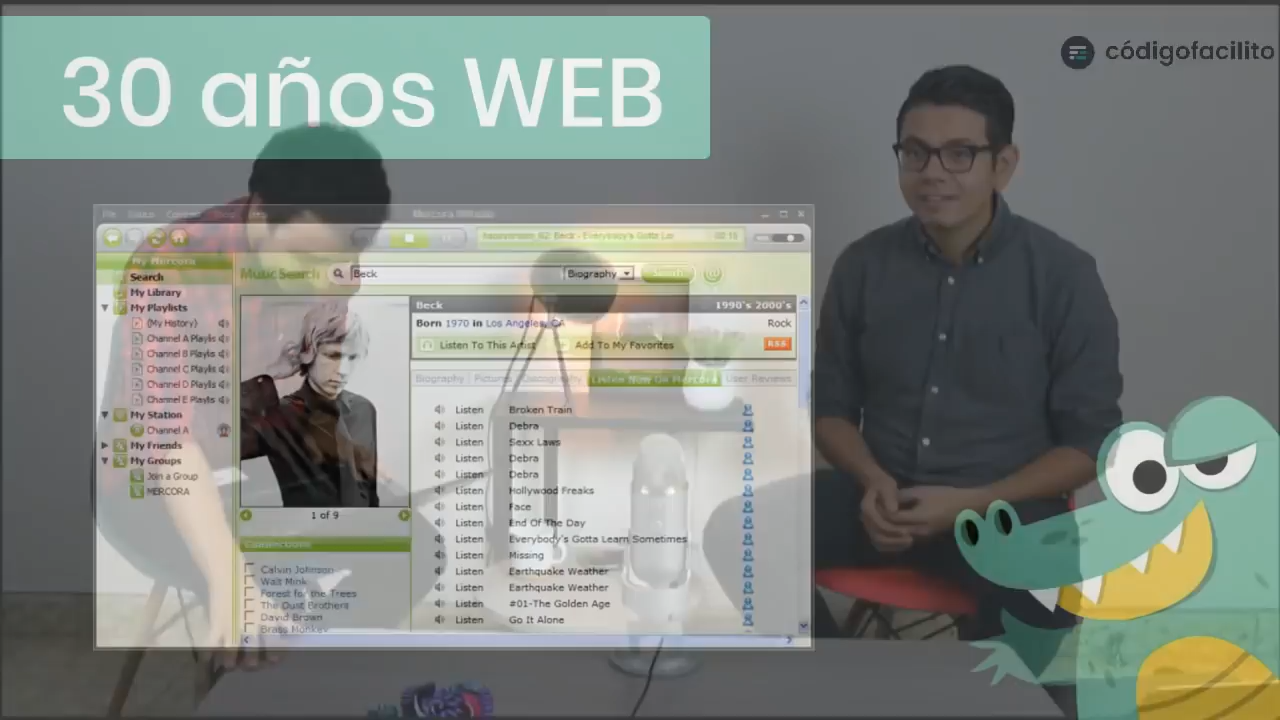 30 años WEB
códigofacilito
My Mercora
MusicSearch
Beck
Biography
Search
Search
My Library
My Playlists
(My History)
Channel A Playlis
Channel B Playlis
Channel C Playlis
Channel D Playlis
Channel E Playlis
My Station
Channel A
My Friends
My Groups
Join a Group
MERCORA
Beck 1990's 2000's
Born 1970 in Los Angeles, CA Rock
Listen To This Artist Add To My Favorites RSS
Biography Pictures Discography Listen Now On Mercora User Reviews
Listen Broken Train
Listen Debra
Listen Sexx Laws
Listen Debra
Listen Debra
Listen Hollywood Freaks
Listen Face
Listen End Of The Day
Listen Everybody's Gotta Learn Sometimes
Listen Missing
Listen Earthquake Weather
Listen Earthquake Weather
Listen #01-The Golden Age
Listen Go It Alone
1 of 9
Connections
Calvin Johnson
Walt Mink
Forest for the Trees
The Dust Brothers
David Brown
Brass Monkey